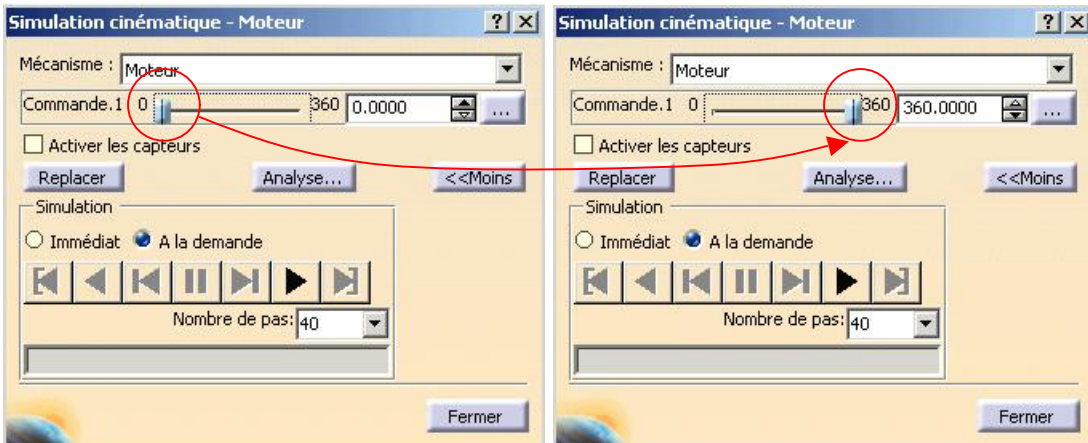 Simulation cinématique - Moteur
Mécanisme : Moteur
Commande.1 0 360 0.0000 ...
Activer les capteurs
Replacer Analyse... <<Moins
Simulation
Immédiat A la demande
Nombre de pas: 40
Fermer
Simulation cinématique - Moteur
Mécanisme : Moteur
Commande.1 0 360 360.0000 ...
Activer les capteurs
Replacer Analyse... <<Moins
Simulation
Immédiat A la demande
Nombre de pas: 40
Fermer